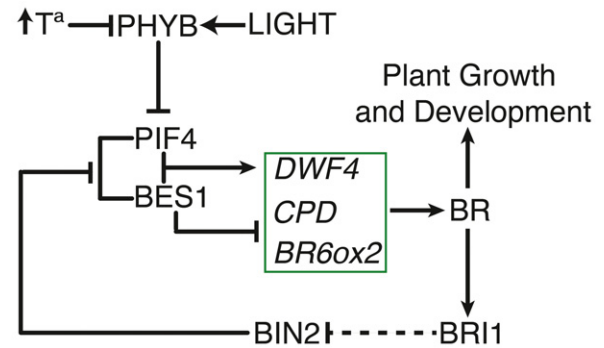 ↑Tª PHYB LIGHT
Plant Growth
and Development
PIF4
BES1
DWF4
CPD
BR6ox2
BR
BIN2 BRI1